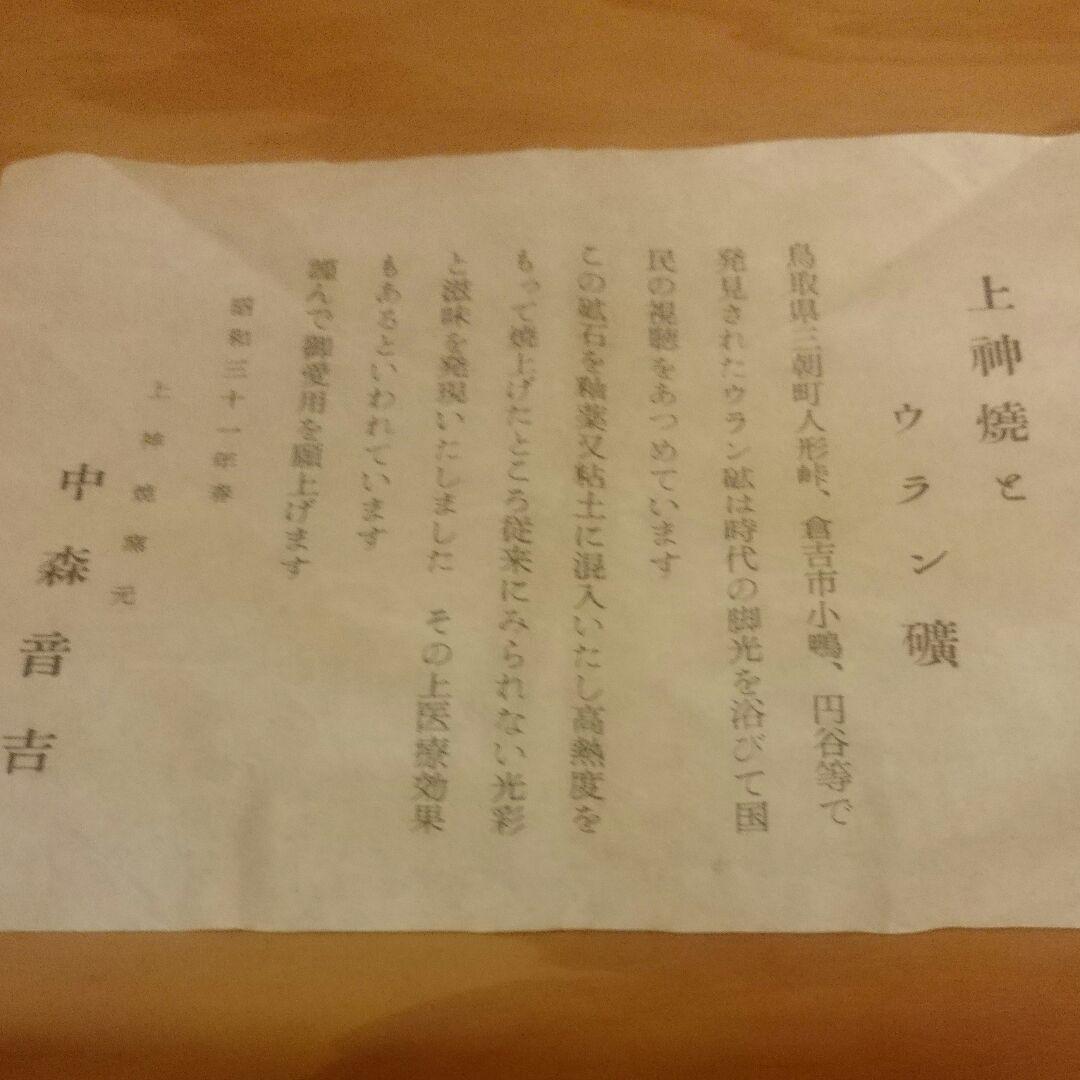 上神燒と
ウラン礦
鳥取県三朝町人形峠、倉吉市小鴨、円谷等で
発見されたウラン鉱は時代の脚光を浴びて国
民の視聴をあつめています
この鉱石を釉薬又粘土に混入いたし高熱度を
もって焼上げたところ従来にみられない光彩
と滋味を発現いたしました その上医療効果
もあるといわれています
謹んで御愛用を願上げます
昭和三十一年春
上神焼窯元
中森音吉